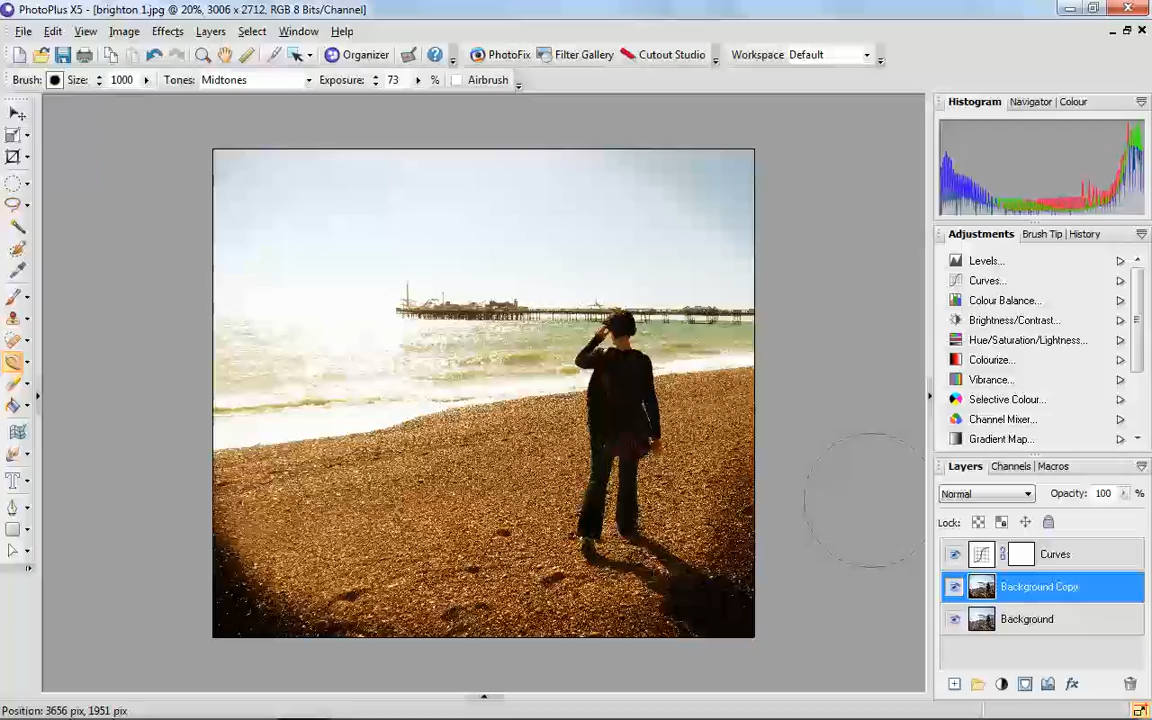 PhotoPlus X5 - [brighton 1.jpg @ 20%, 3006 x 2712, RGB 8 Bits/Channel]
File Edit View Image Effects Layers Select Window Help
Organizer PhotoFix Filter Gallery Cutout Studio Workspace Default
Brush: Size: 1000 Tones: Midtones Exposure: 73 % Airbrush
Histogram Navigator Colour
Adjustments Brush Tip History
Levels...
Curves...
Colour Balance...
Brightness/Contrast...
Hue/Saturation/Lightness...
Colourize...
Vibrance...
Selective Colour...
Channel Mixer...
Gradient Map...
Layers Channels Macros
Normal Opacity: 100 %
Lock:
Curves
Background Copy
Background
fx
Position: 3656 pix, 1951 pix